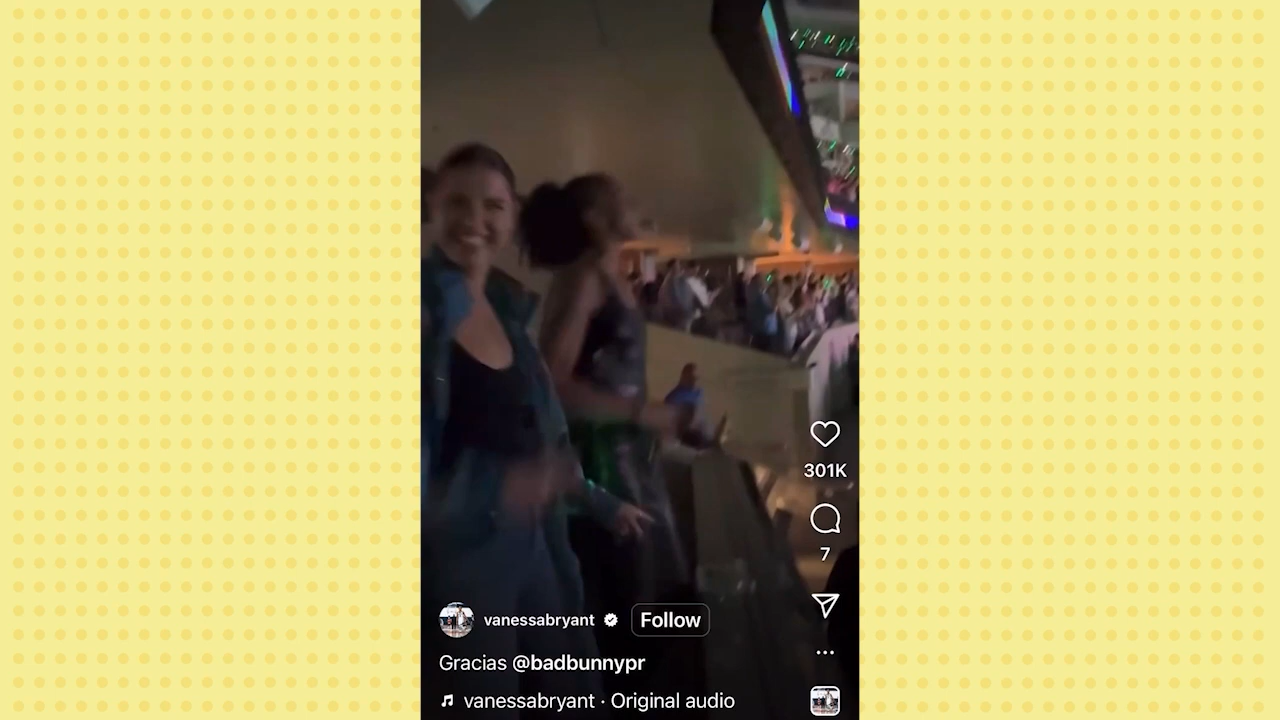 301K
7
vanessabryant Follow
Gracias @badbunnypr
vanessabryant · Original audio